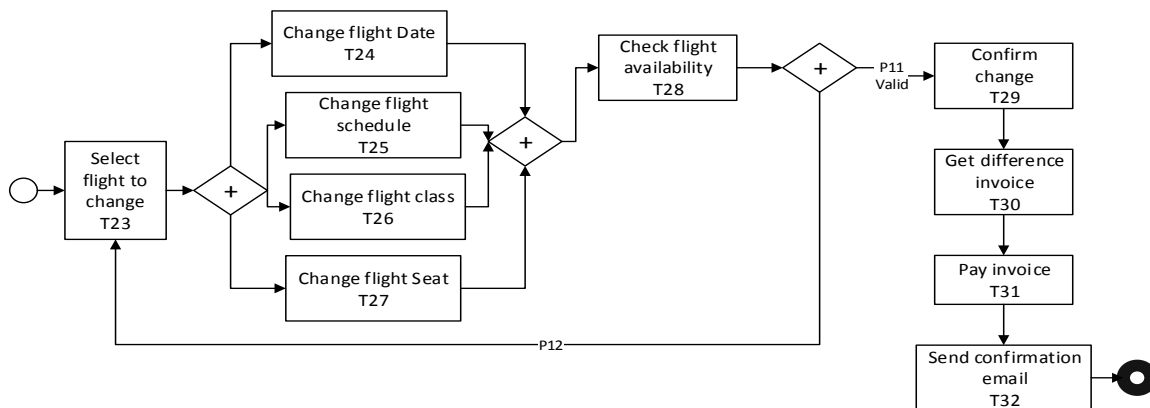 Select
flight to
change
T23
+
Change flight Date
T24
Change flight
schedule
T25
Change flight class
T26
Change flight Seat
T27
+
Check flight
availability
T28
+
P11
Valid
P12
Confirm
change
T29
Get difference
invoice
T30
Pay invoice
T31
Send confirmation
email
T32